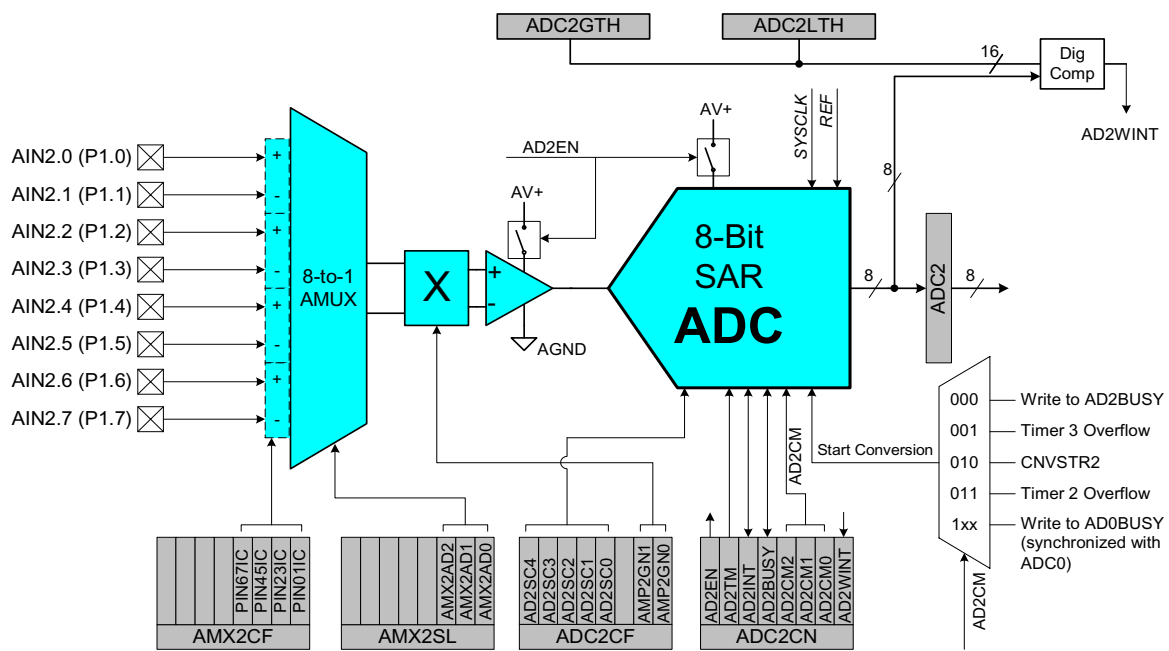 ADC2GTH
ADC2LTH
16
Dig
Comp
AD2WINT
AV+
SYSCLK
REF
AD2EN
AV+
8
AIN2.0 (P1.0)
+
AIN2.1 (P1.1)
-
AIN2.2 (P1.2)
+
AIN2.3 (P1.3)
-
AIN2.4 (P1.4)
+
AIN2.5 (P1.5)
-
AIN2.6 (P1.6)
+
AIN2.7 (P1.7)
-
8-to-1
AMUX
X
+
-
AGND
8-Bit
SAR
ADC
8
ADC2
8
000
Write to AD2BUSY
001
Timer 3 Overflow
010
CNVSTR2
011
Timer 2 Overflow
1xx
Write to AD0BUSY
(synchronized with
ADC0)
Start Conversion
AD2CM
AD2CM
PIN67IC
PIN45IC
PIN23IC
PIN01IC
AMX2CF
AMX2AD2
AMX2AD1
AMX2AD0
AMX2SL
AD2SC4
AD2SC3
AD2SC2
AD2SC1
AD2SC0
AMP2GN1
AMP2GN0
ADC2CF
AD2EN
AD2TM
AD2INT
AD2BUSY
AD2CM2
AD2CM1
AD2CM0
AD2WINT
ADC2CN